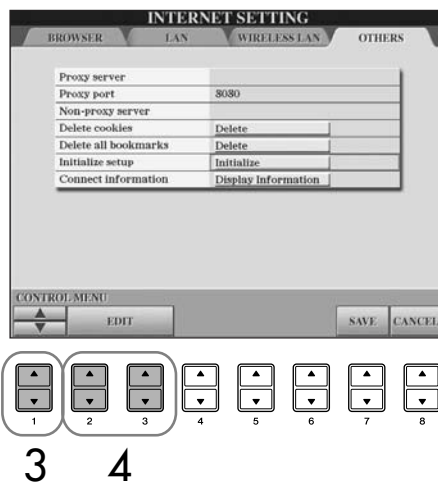 INTERNET SETTING
BROWSER LAN WIRELESS LAN OTHERS
Proxy server
Proxy port 8080
Non-proxy server
Delete cookies Delete
Delete all bookmarks Delete
Initialize setup Initialize
Connect information Display Information
CONTROL MENU
EDIT SAVE CANCEL
1 2 3 4 5 6 7 8
3 4